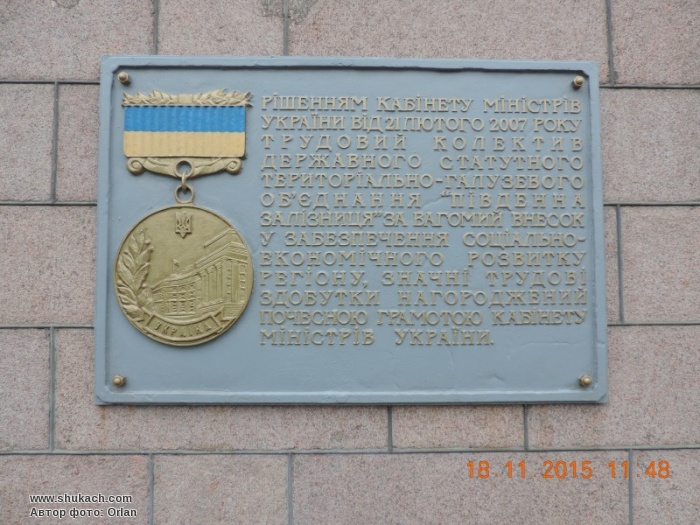 РІШЕННЯМ КАБІНЕТУ МІНІСТРІВ
УКРАЇНИ ВІД 21 ЛЮТОГО 2007 РОКУ
ТРУДОВИЙ КОЛЕКТИВ
ДЕРЖАВНОГО СТАТУТНОГО
ТЕРИТОРІАЛЬНО-ГАЛУЗЕВОГО
ОБ'ЄДНАННЯ "ПІВДЕННА
ЗАЛІЗНИЦЯ" ЗА ВАГОМИЙ ВНЕСОК
У ЗАБЕЗПЕЧЕННЯ СОЦІАЛЬНО-
ЕКОНОМІЧНОГО РОЗВИТКУ
РЕГІОНУ, ЗНАЧНІ ТРУДОВІ
ЗДОБУТКИ НАГОРОДЖЕНИЙ
ПОЧЕСНОЮ ГРАМОТОЮ КАБІНЕТУ
МІНІСТРІВ УКРАЇНИ.
УКРАЇНА
18.11.2015 11:48
www.shukach.com
Автор фото: Orlan